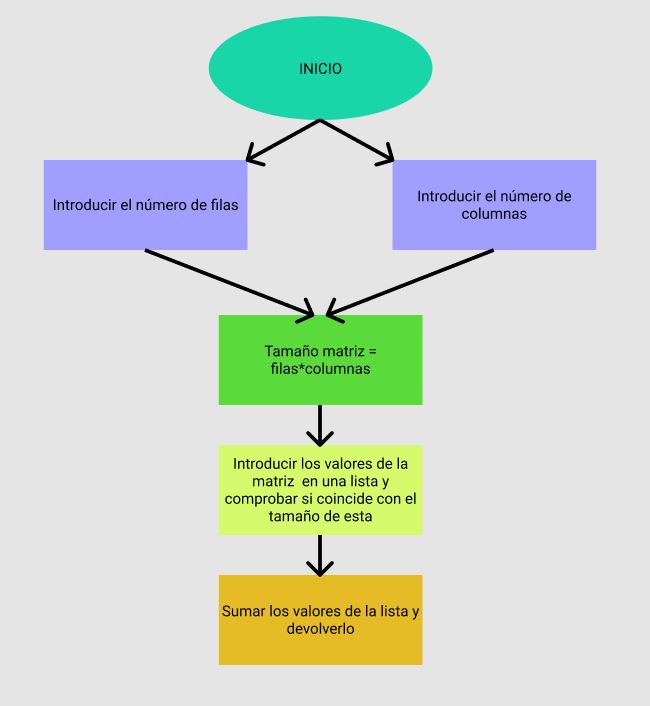 INICIO
Introducir el número de filas
Introducir el número de
columnas
Tamaño matriz =
filas*columnas
Introducir los valores de la
matriz en una lista y
comprobar si coincide con el
tamaño de esta
Sumar los valores de la lista y
devolverlo